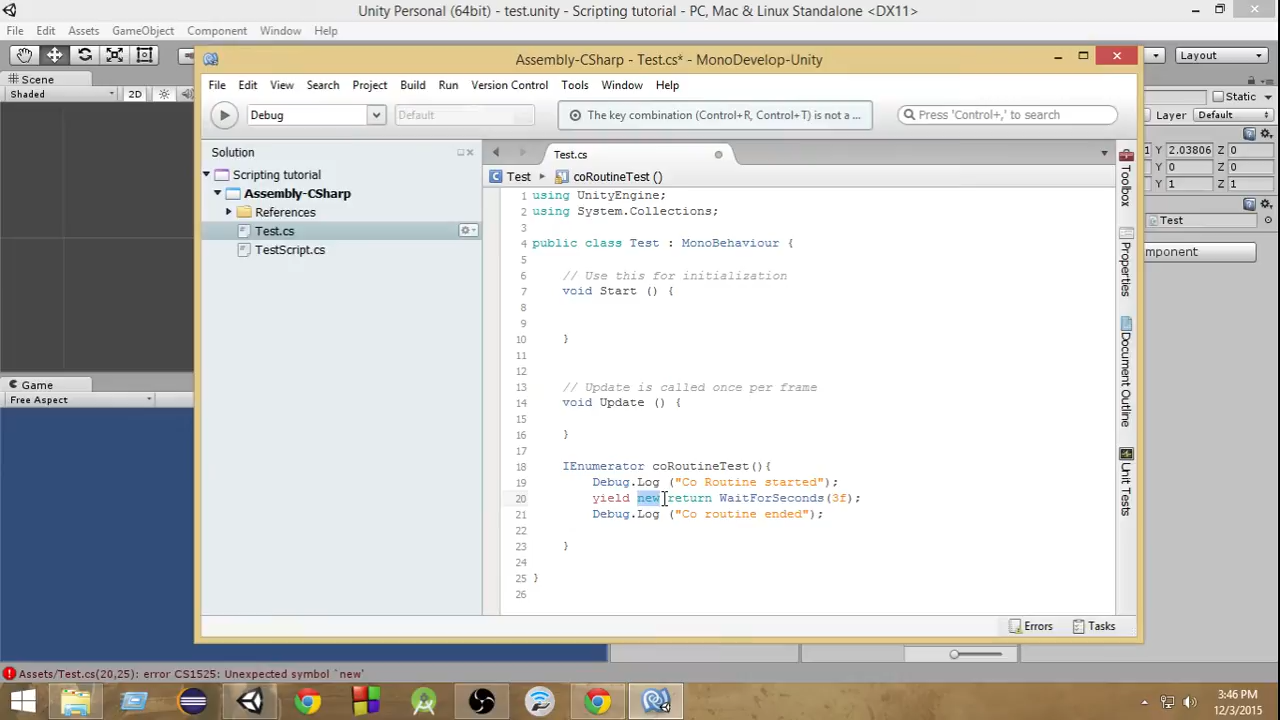 Unity Personal (64bit) - test.unity - Scripting tutorial - PC, Mac & Linux Standalone <DX11>
File Edit Assets GameObject Component Window Help
Layout
Scene
Shaded
2D
Static
Layer Default
1 Y 2.03806 Z 0
Y 0 Z 0
Y 1 Z 1
Test
omponent
Game
Free Aspect
Assembly-CSharp - Test.cs* - MonoDevelop-Unity
File Edit View Search Project Build Run Version Control Tools Window Help
Debug
Default
The key combination (Control+R, Control+T) is not a ...
Press 'Control+,' to search
Solution
Scripting tutorial
Assembly-CSharp
References
Test.cs
TestScript.cs
Test.cs
Test coRoutineTest ()
1 using UnityEngine;
2 using System.Collections;
3
4 public class Test : MonoBehaviour {
5
6 // Use this for initialization
7 void Start () {
8
9
10 }
11
12
13 // Update is called once per frame
14 void Update () {
15
16 }
17
18 IEnumerator coRoutineTest(){
19 Debug.Log ("Co Routine started");
20 yield new return WaitForSeconds(3f);
21 Debug.Log ("Co routine ended");
22
23 }
24
25 }
26
Toolbox
Properties
Document Outline
Unit Tests
Errors Tasks
Assets/Test.cs(20,25): error CS1525: Unexpected symbol `new'
3:46 PM
12/3/2015